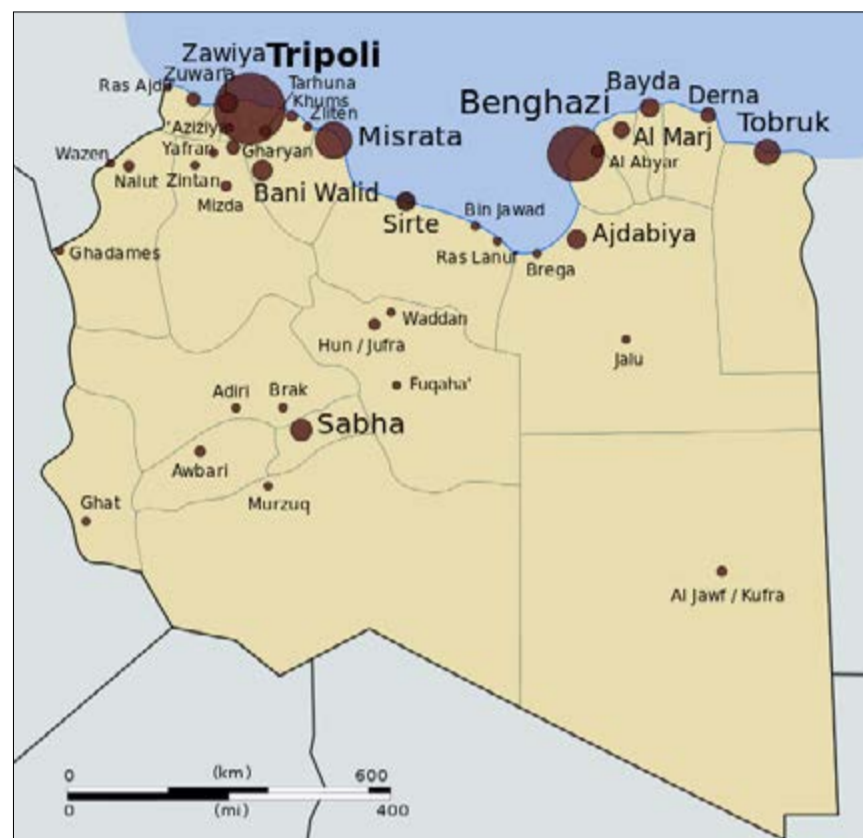 Zawiya
Tripoli
Bayda
Zuwara
Ras Ajdir
Tarhuna
Khums
Benghazi
Derna
Zliten
Tobruk
'Aziziya
Misrata
Al Marj
Wazen
Yafran
Gharyan
Al Abyar
Nalut
Zintan
Bani Walid
Mizda
Bin Jawad
Sirte
Ajdabiya
Ghadames
Ras Lanuf
Brega
Waddan
Hun / Jufra
Jalu
Fuqaha'
Adiri
Brak
Sabha
Awbari
Ghat
Murzuq
Al Jawf / Kufra
0 (km) 600
0 (mi) 400